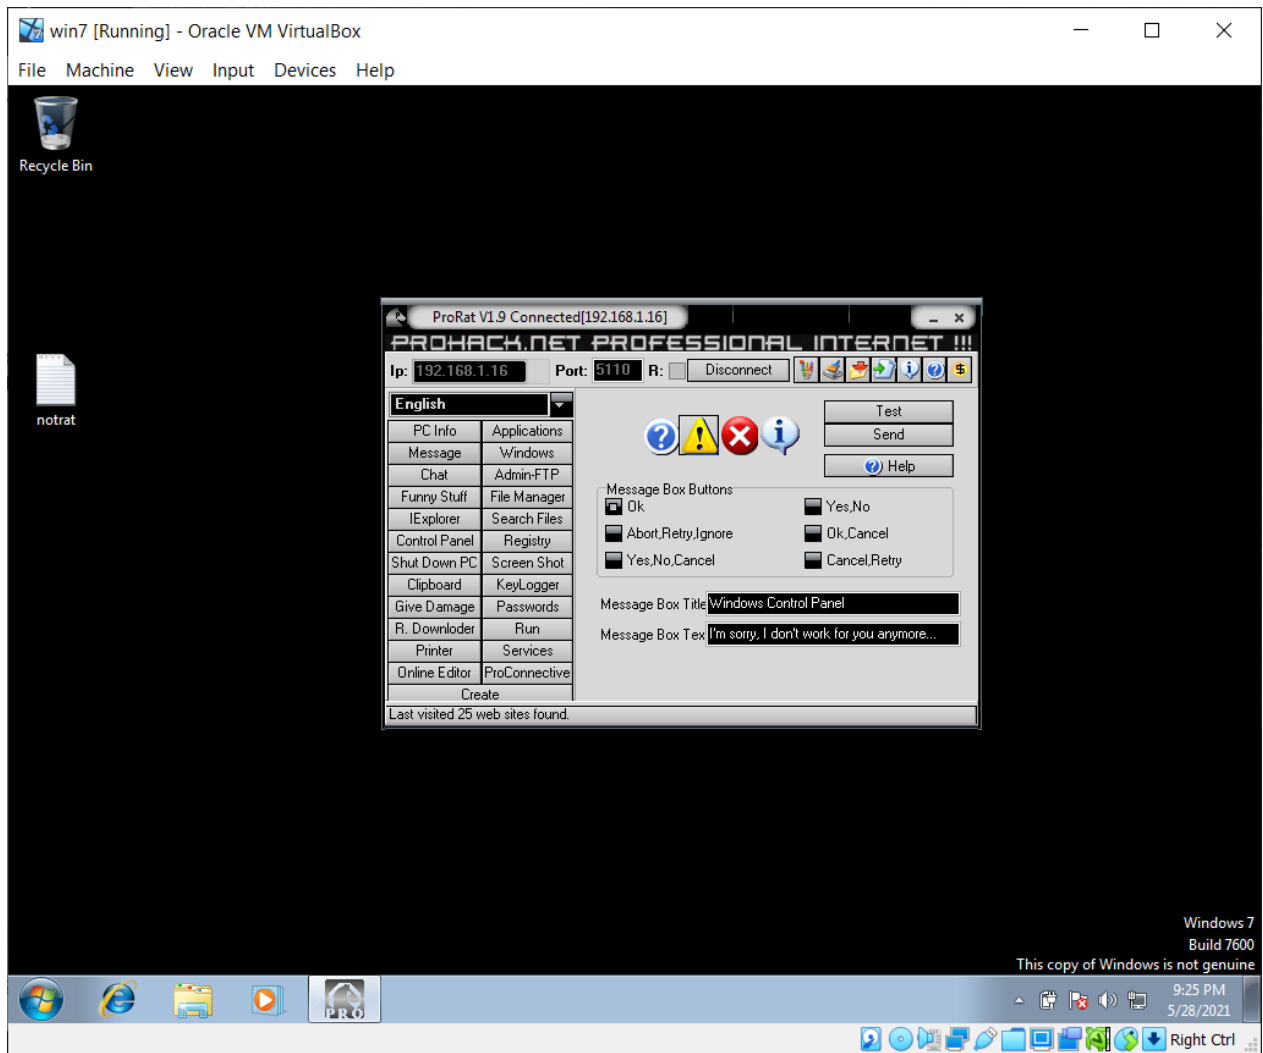 win7 [Running] - Oracle VM VirtualBox
File Machine View Input Devices Help
Recycle Bin
notrat
ProRat V1.9 Connected[192.168.1.16]
PROHACK.NET PROFESSIONAL INTERNET !!!
Ip: 192.168.1.16 Port: 5110 R: Disconnect
English
PC Info Applications
Message Windows
Chat Admin-FTP
Funny Stuff File Manager
IExplorer Search Files
Control Panel Registry
Shut Down PC Screen Shot
Clipboard KeyLogger
Give Damage Passwords
R. Downloder Run
Printer Services
Online Editor ProConnective
Create
Test
Send
Help
Message Box Buttons
Ok Yes,No
Abort,Retry,Ignore Ok,Cancel
Yes,No,Cancel Cancel,Retry
Message Box Title Windows Control Panel
Message Box Tex I'm sorry, I don't work for you anymore...
Last visited 25 web sites found.
Windows 7
Build 7600
This copy of Windows is not genuine
PRO
9:25 PM
5/28/2021
Right Ctrl